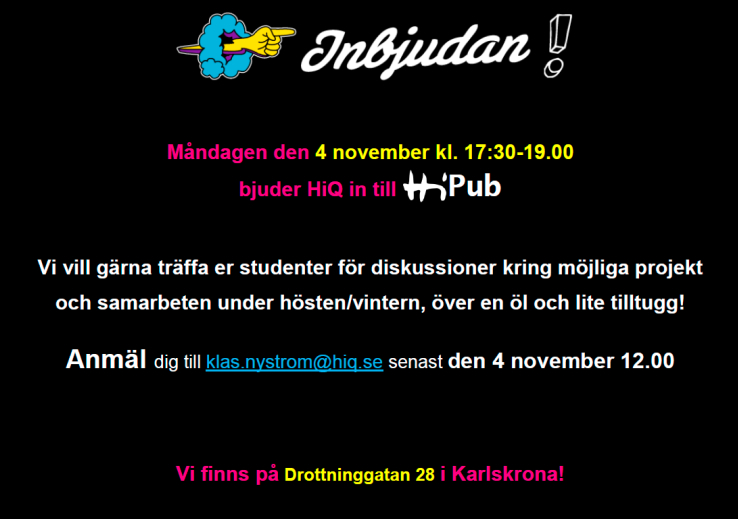 Inbjudan!
Måndagen den 4 november kl. 17:30-19.00
bjuder HiQ in till HiPub
Vi vill gärna träffa er studenter för diskussioner kring möjliga projekt
och samarbeten under hösten/vintern, över en öl och lite tilltugg!
Anmäl dig till klas.nystrom@hiq.se senast den 4 november 12.00
Vi finns på Drottninggatan 28 i Karlskrona!